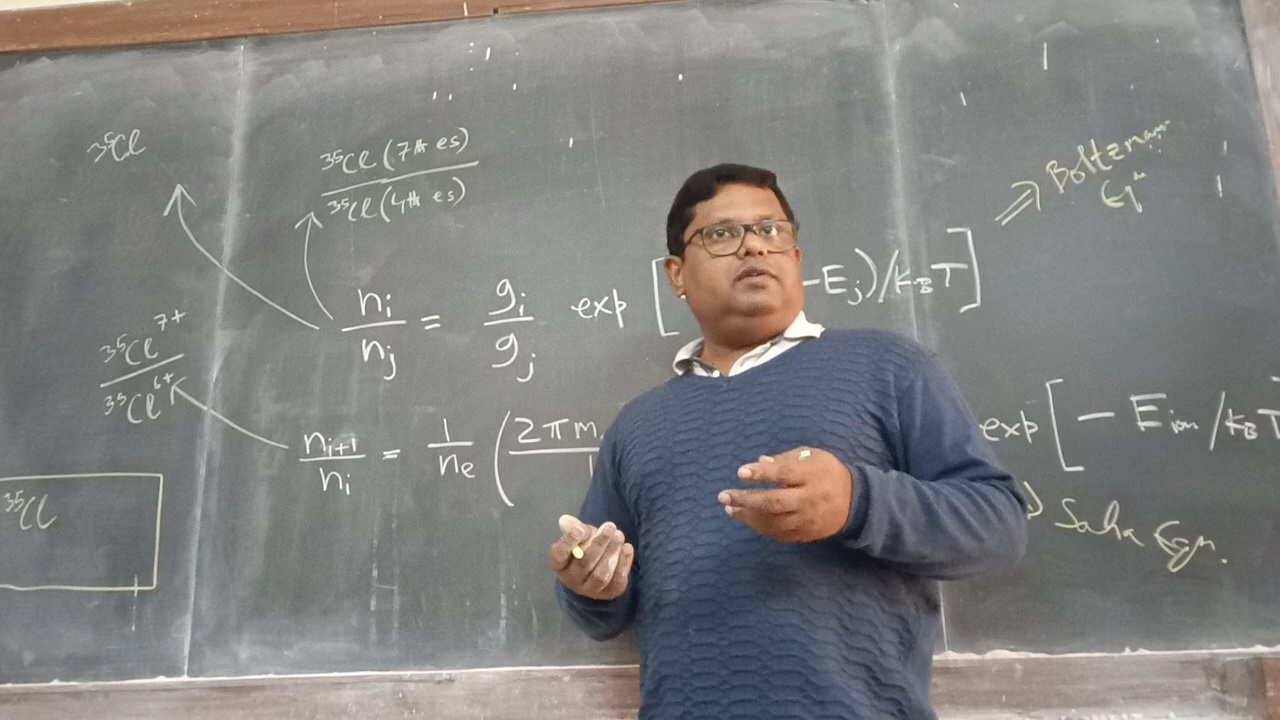 ³⁵Cl
³⁵Cl (7th es)
³⁵Cl (4th es)
⇒ Boltzmann
Eqⁿ
nᵢ / nⱼ = gᵢ / gⱼ exp [ -Eⱼ)/k_BT ]
³⁵Cl⁷⁺
³⁵Cl⁶⁺
nᵢ₊₁ / nᵢ = 1 / nₑ ( 2πm exp [ - Eᵢₒₙ /k_BT
³⁵Cl
Saha Eqn.